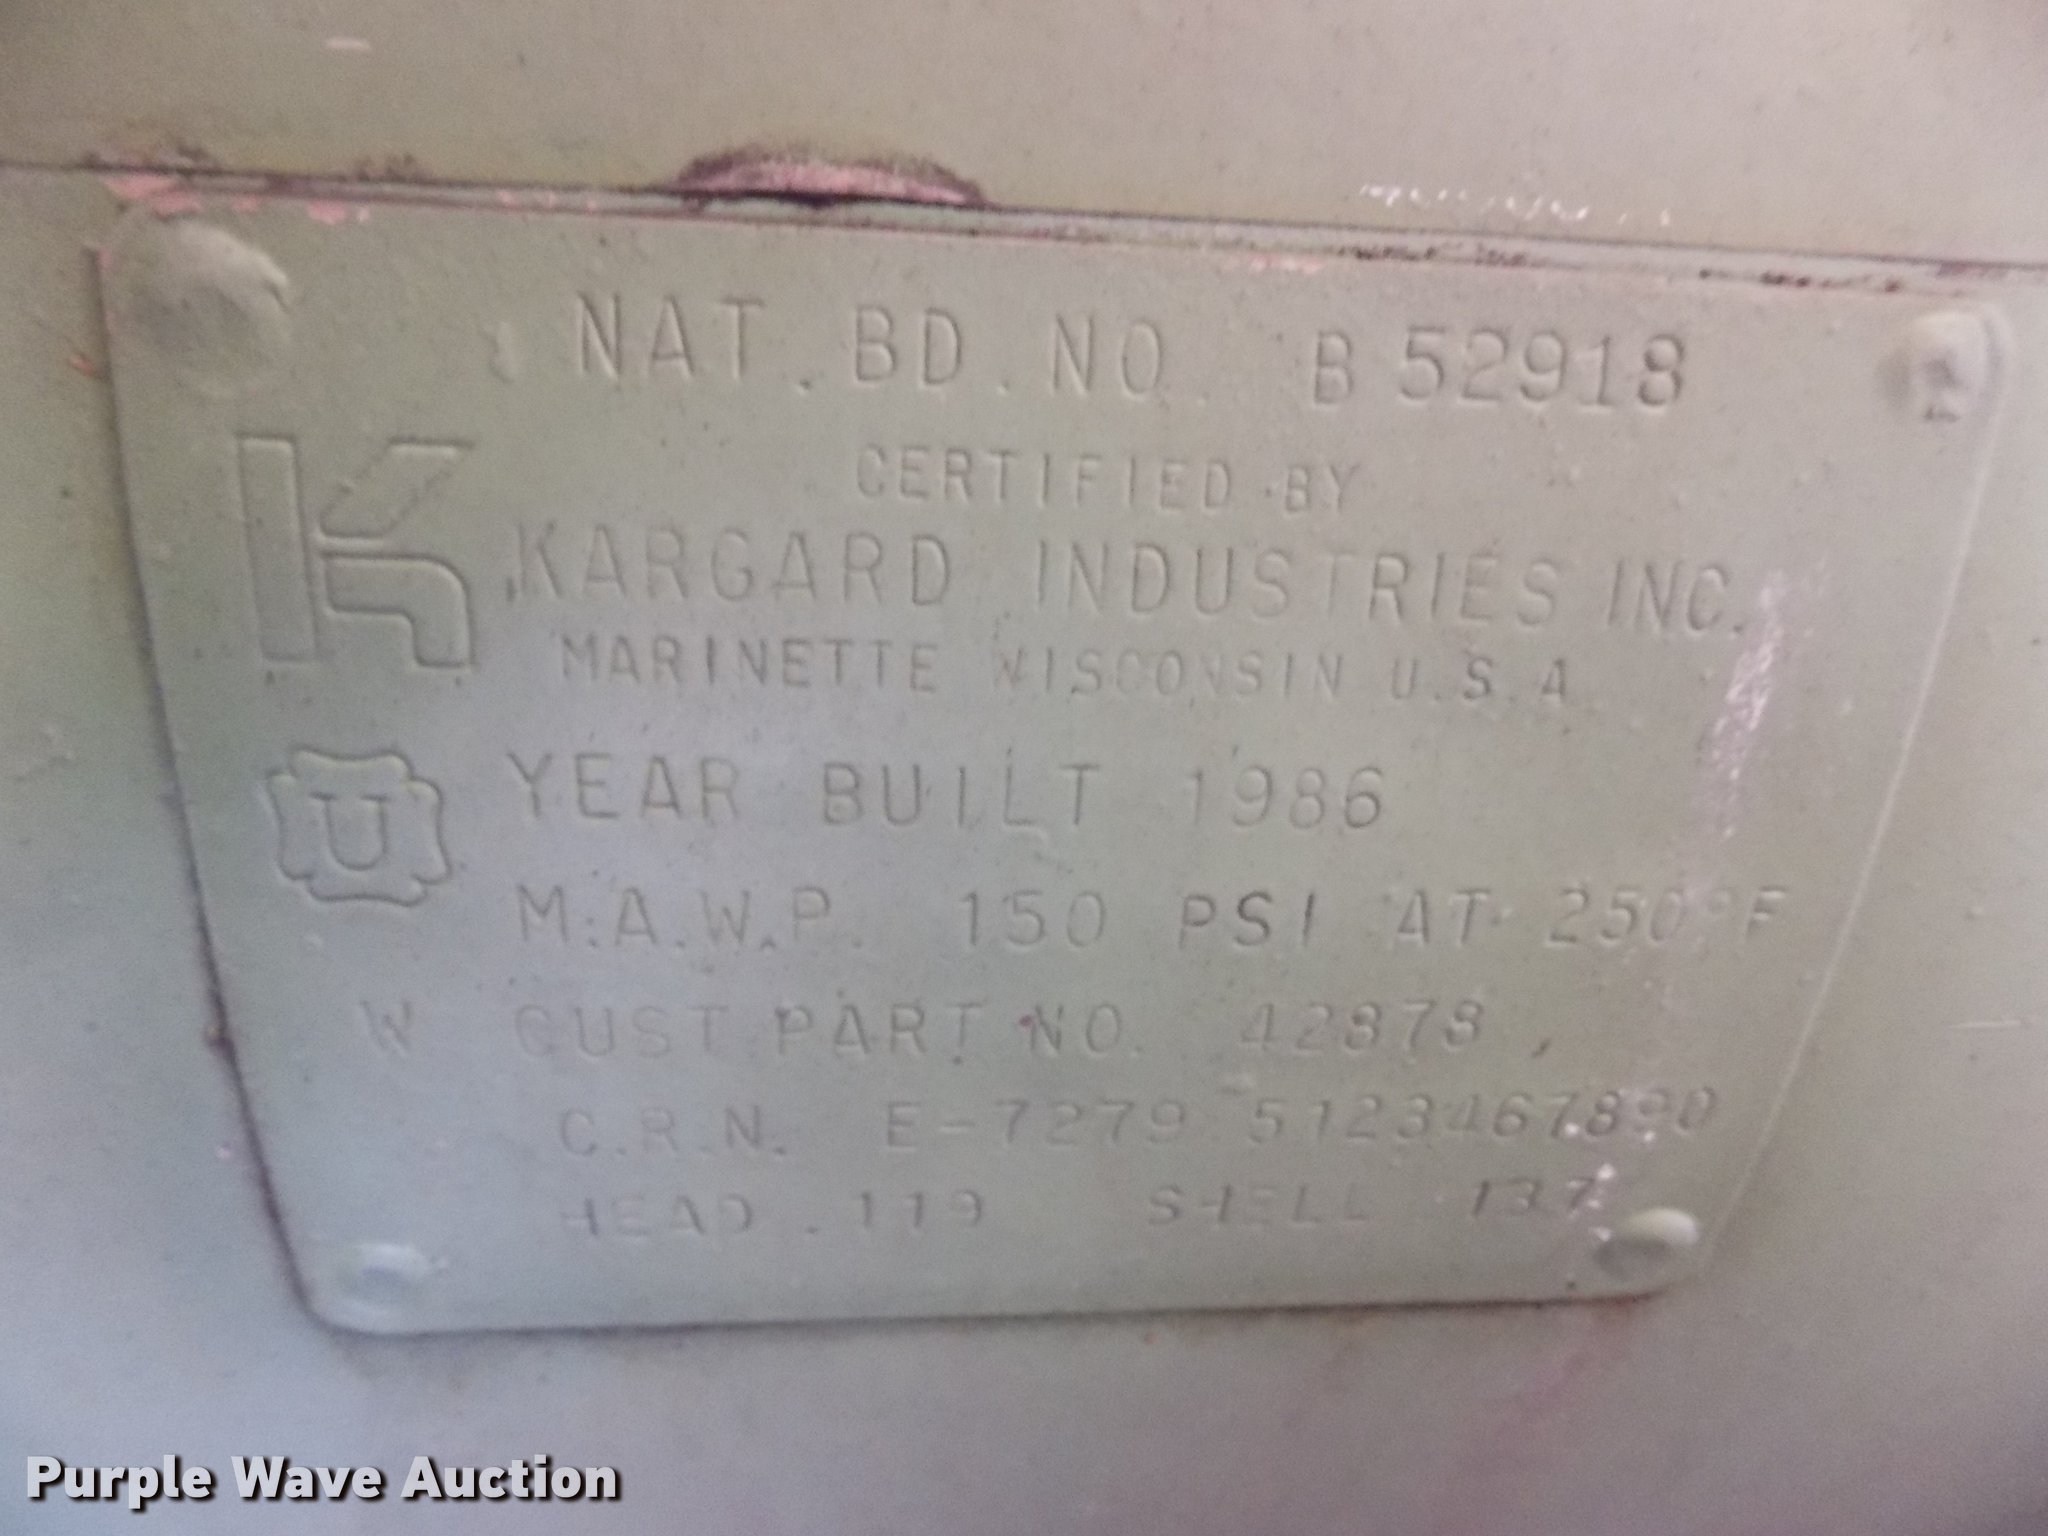 NAT. BD. NO. B 52918
CERTIFIED BY
K
KARGARD INDUSTRIES INC.
MARINETTE WISCONSIN U.S.A
U
YEAR BUILT 1986
M.A.W.P. 150 PSI AT 250°F
W CUST PART NO. 42878
C.R.N. E-7279 5123467890
HEAD .119 SHELL .137
Purple Wave Auction